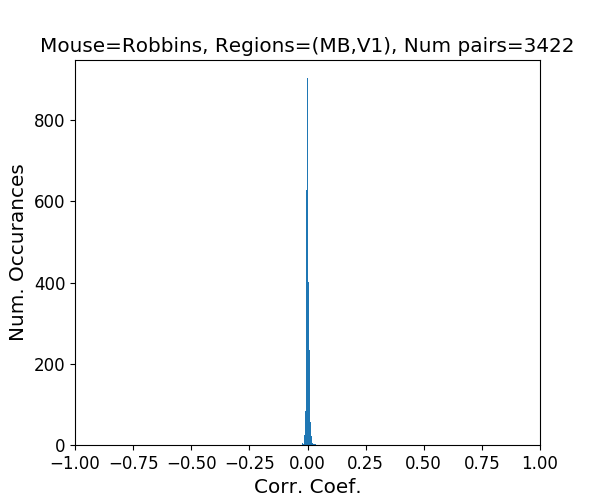 Mouse=Robbins, Regions=(MB,V1), Num pairs=3422
800
600
400
200
0
Num. Occurances
−1.00 −0.75 −0.50 −0.25 0.00 0.25 0.50 0.75 1.00
Corr. Coef.